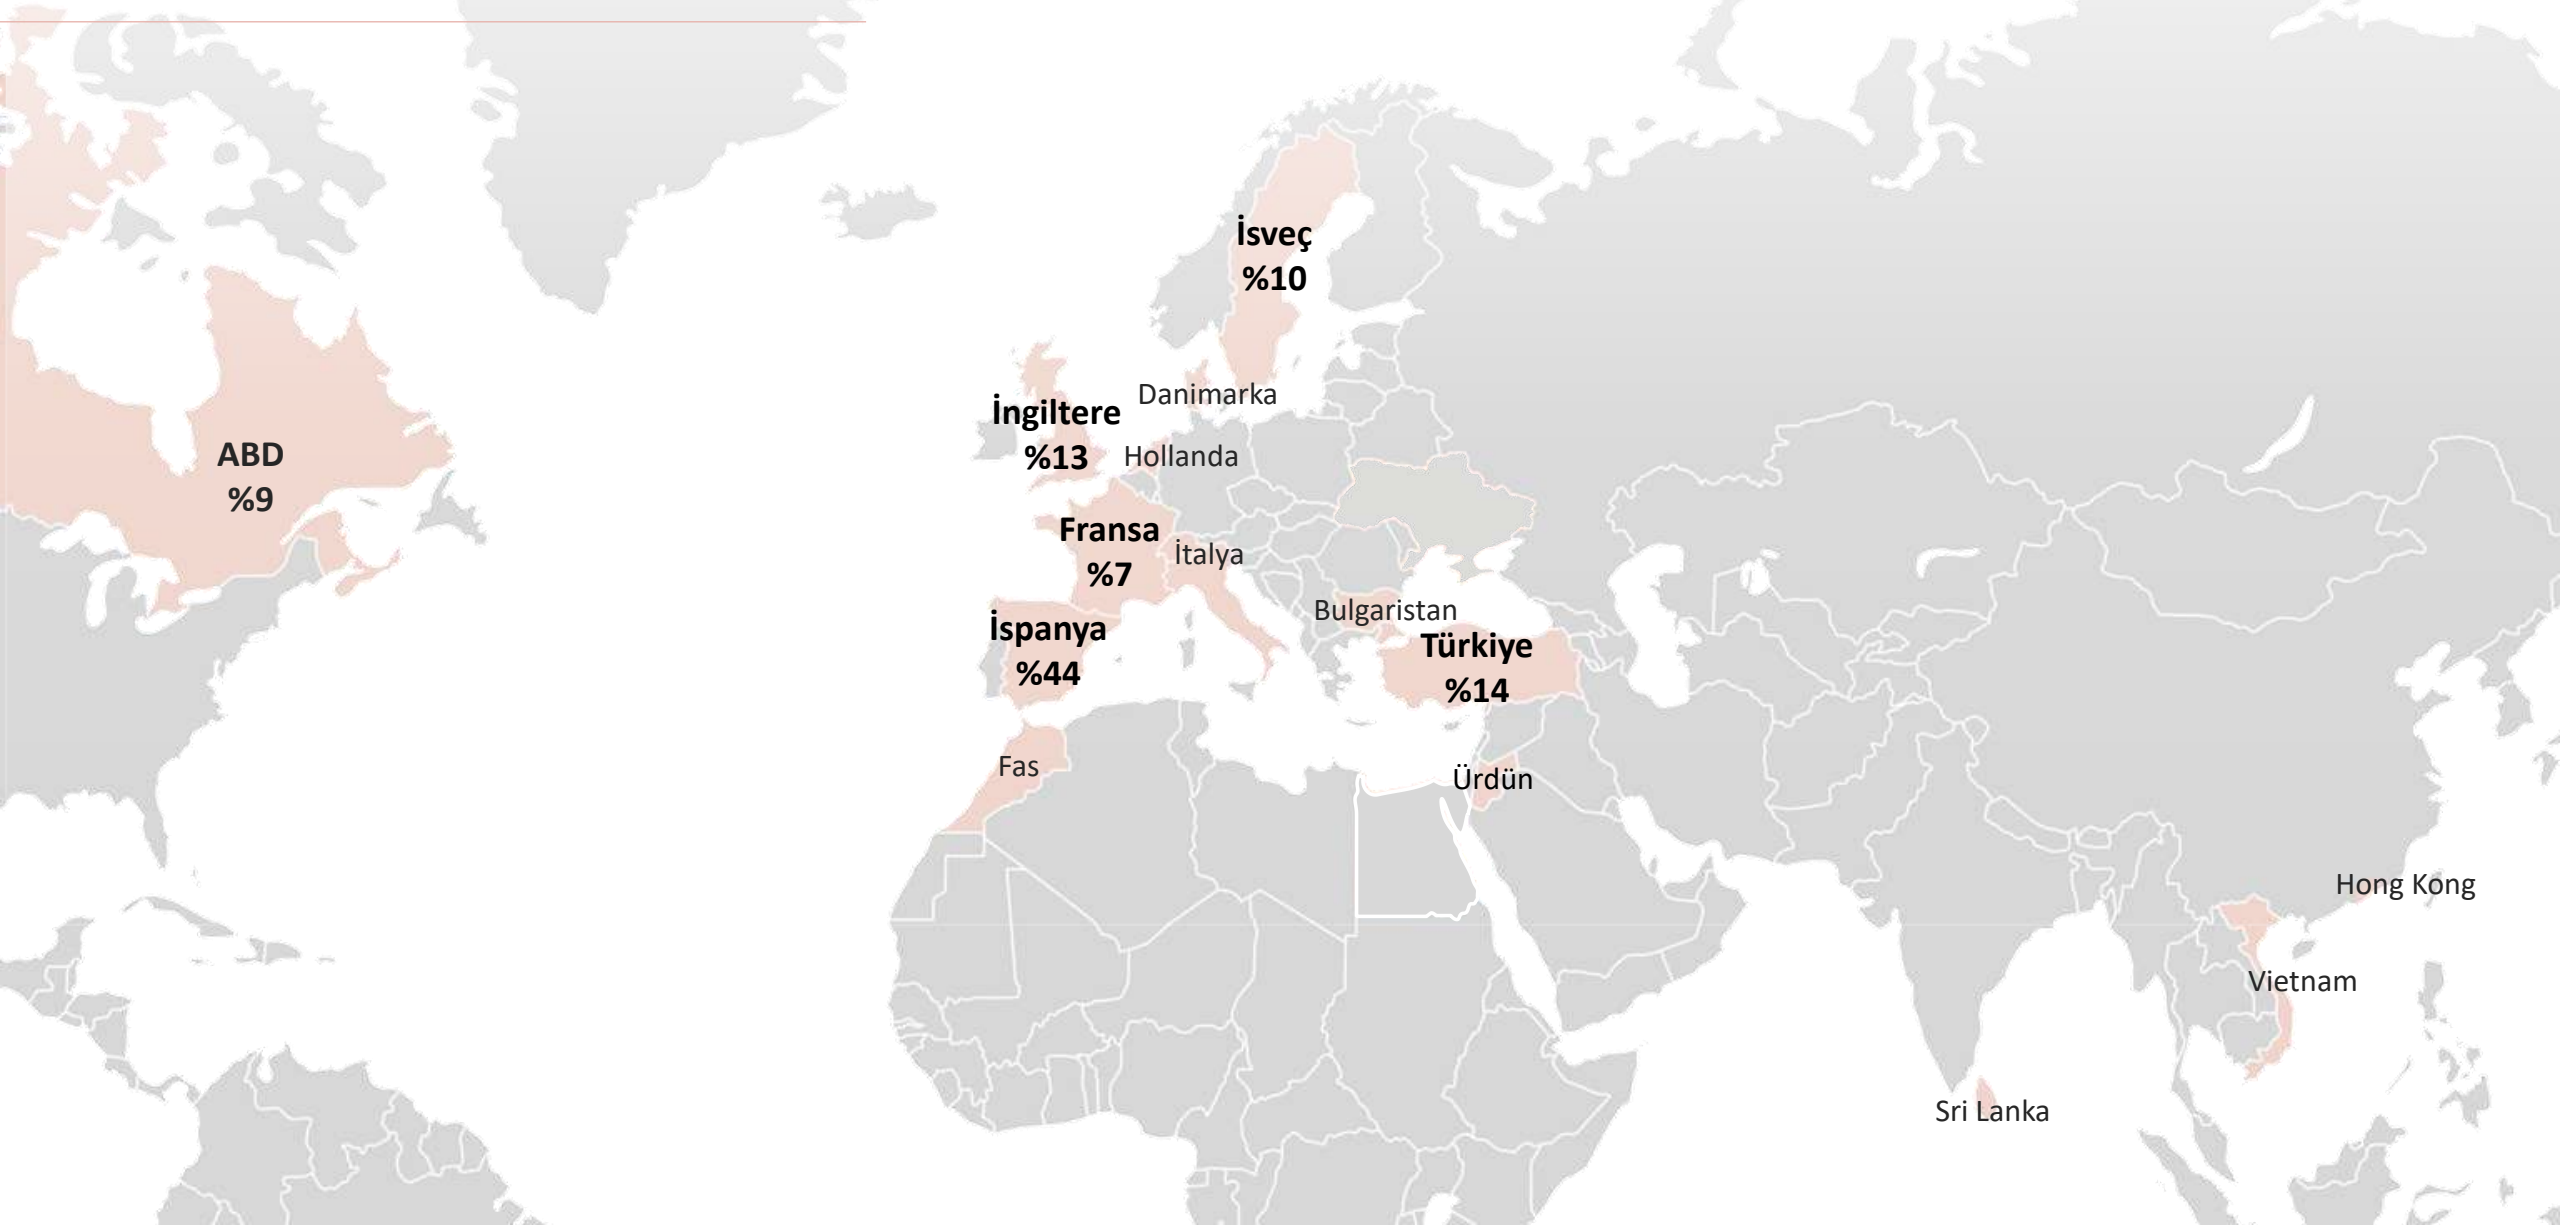 İsveç
%10
Danimarka
İngiltere
%13
Hollanda
ABD
%9
Fransa
%7
İtalya
Bulgaristan
İspanya
%44
Türkiye
%14
Fas
Ürdün
Hong Kong
Vietnam
Sri Lanka